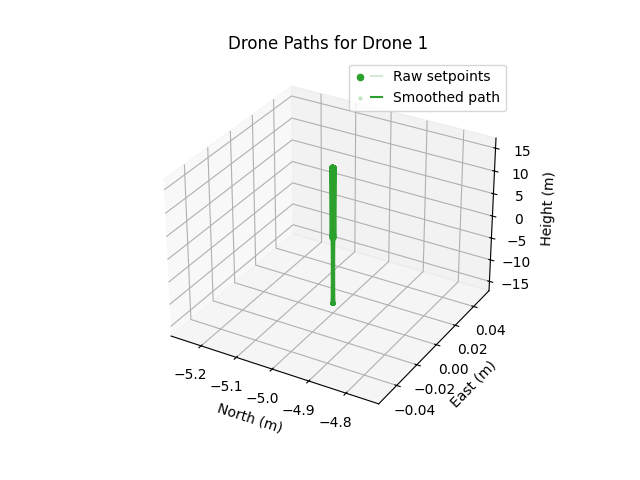 Drone Paths for Drone 1
Raw setpoints
Smoothed path
15
10
5
0
−5
−10
−15
Height (m)
0.04
0.02
0.00
−0.02
−0.04
East (m)
−5.2
−5.1
−5.0
−4.9
−4.8
North (m)